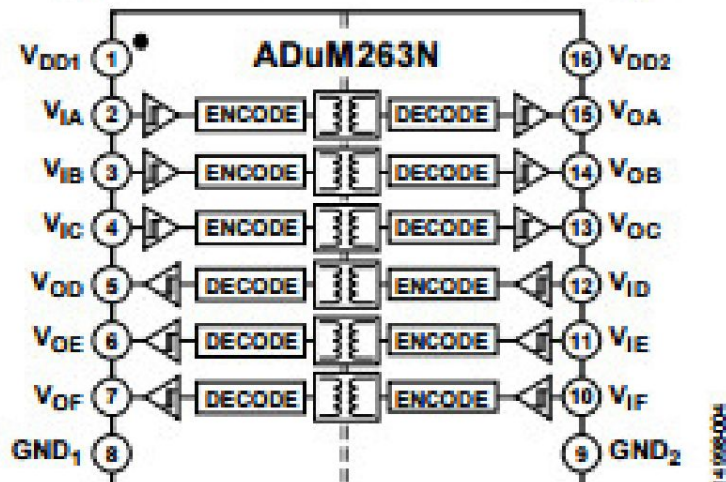 ADuM263N
VDD1 1 16 VDD2
VIA 2 ENCODE DECODE 15 VOA
VIB 3 ENCODE DECODE 14 VOB
VIC 4 ENCODE DECODE 13 VOC
VOD 5 DECODE ENCODE 12 VID
VOE 6 DECODE ENCODE 11 VIE
VOF 7 DECODE ENCODE 10 VIF
GND1 8 9 GND2